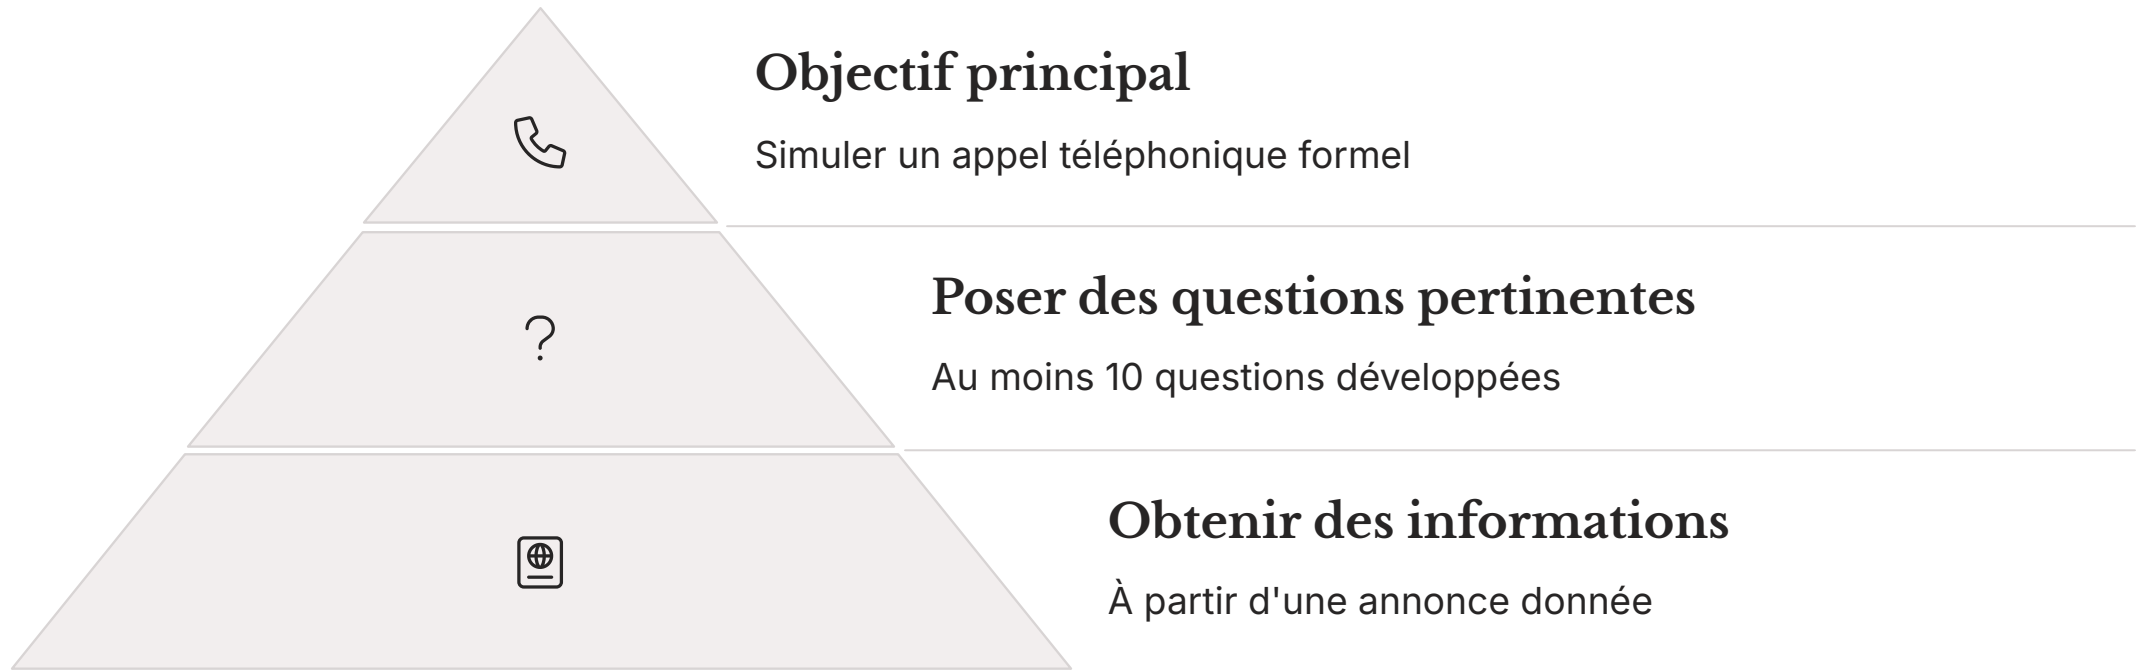 Objectif principal
Simuler un appel téléphonique formel
Poser des questions pertinentes
Au moins 10 questions développées
Obtenir des informations
À partir d'une annonce donnée